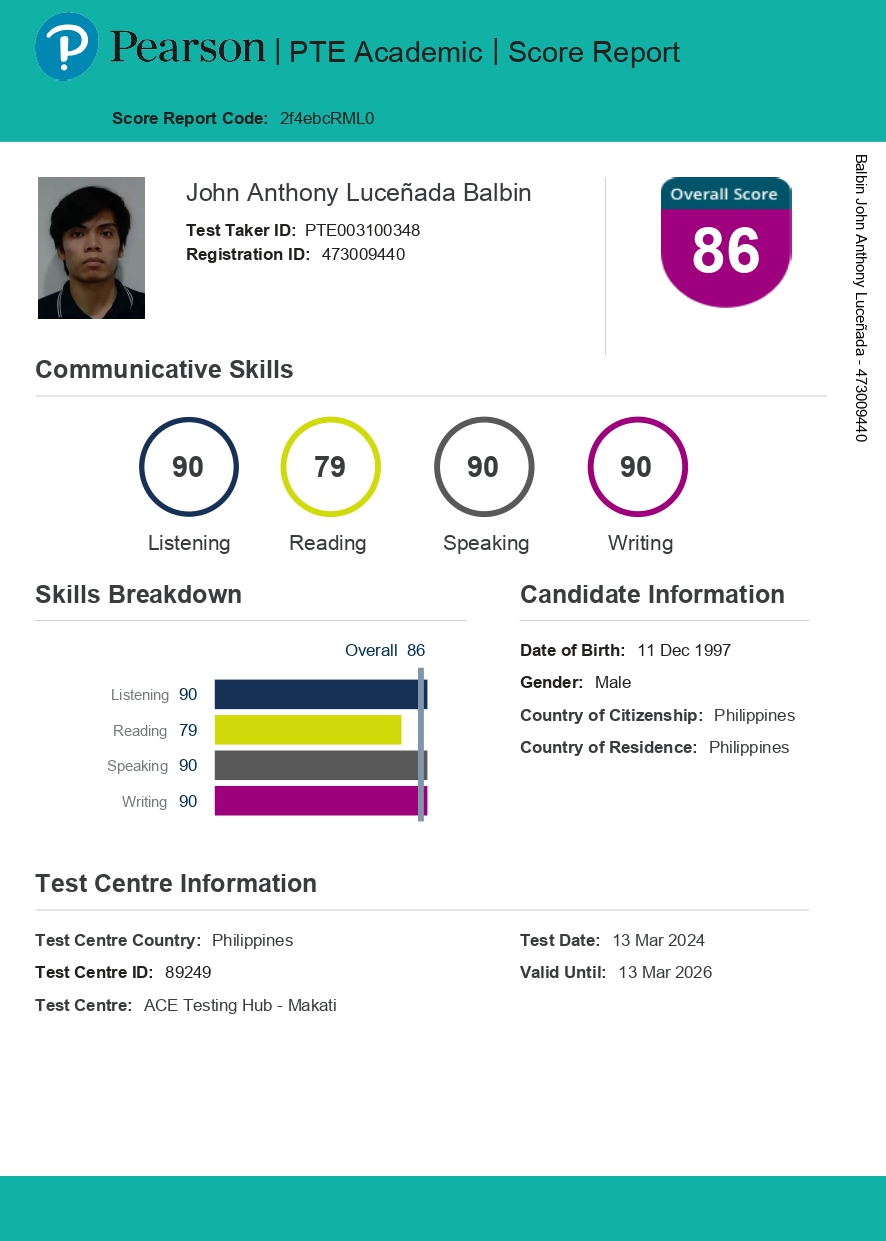 Pearson | PTE Academic | Score Report
Score Report Code: 2f4ebcRML0
John Anthony Luceñada Balbin
Test Taker ID: PTE003100348
Registration ID: 473009440
Overall Score
86
Balbin John Anthony Luceñada - 473009440
Communicative Skills
90 79 90 90
Listening Reading Speaking Writing
Skills Breakdown
Overall 86
Listening 90
Reading 79
Speaking 90
Writing 90
Candidate Information
Date of Birth: 11 Dec 1997
Gender: Male
Country of Citizenship: Philippines
Country of Residence: Philippines
Test Centre Information
Test Centre Country: Philippines
Test Centre ID: 89249
Test Centre: ACE Testing Hub - Makati
Test Date: 13 Mar 2024
Valid Until: 13 Mar 2026